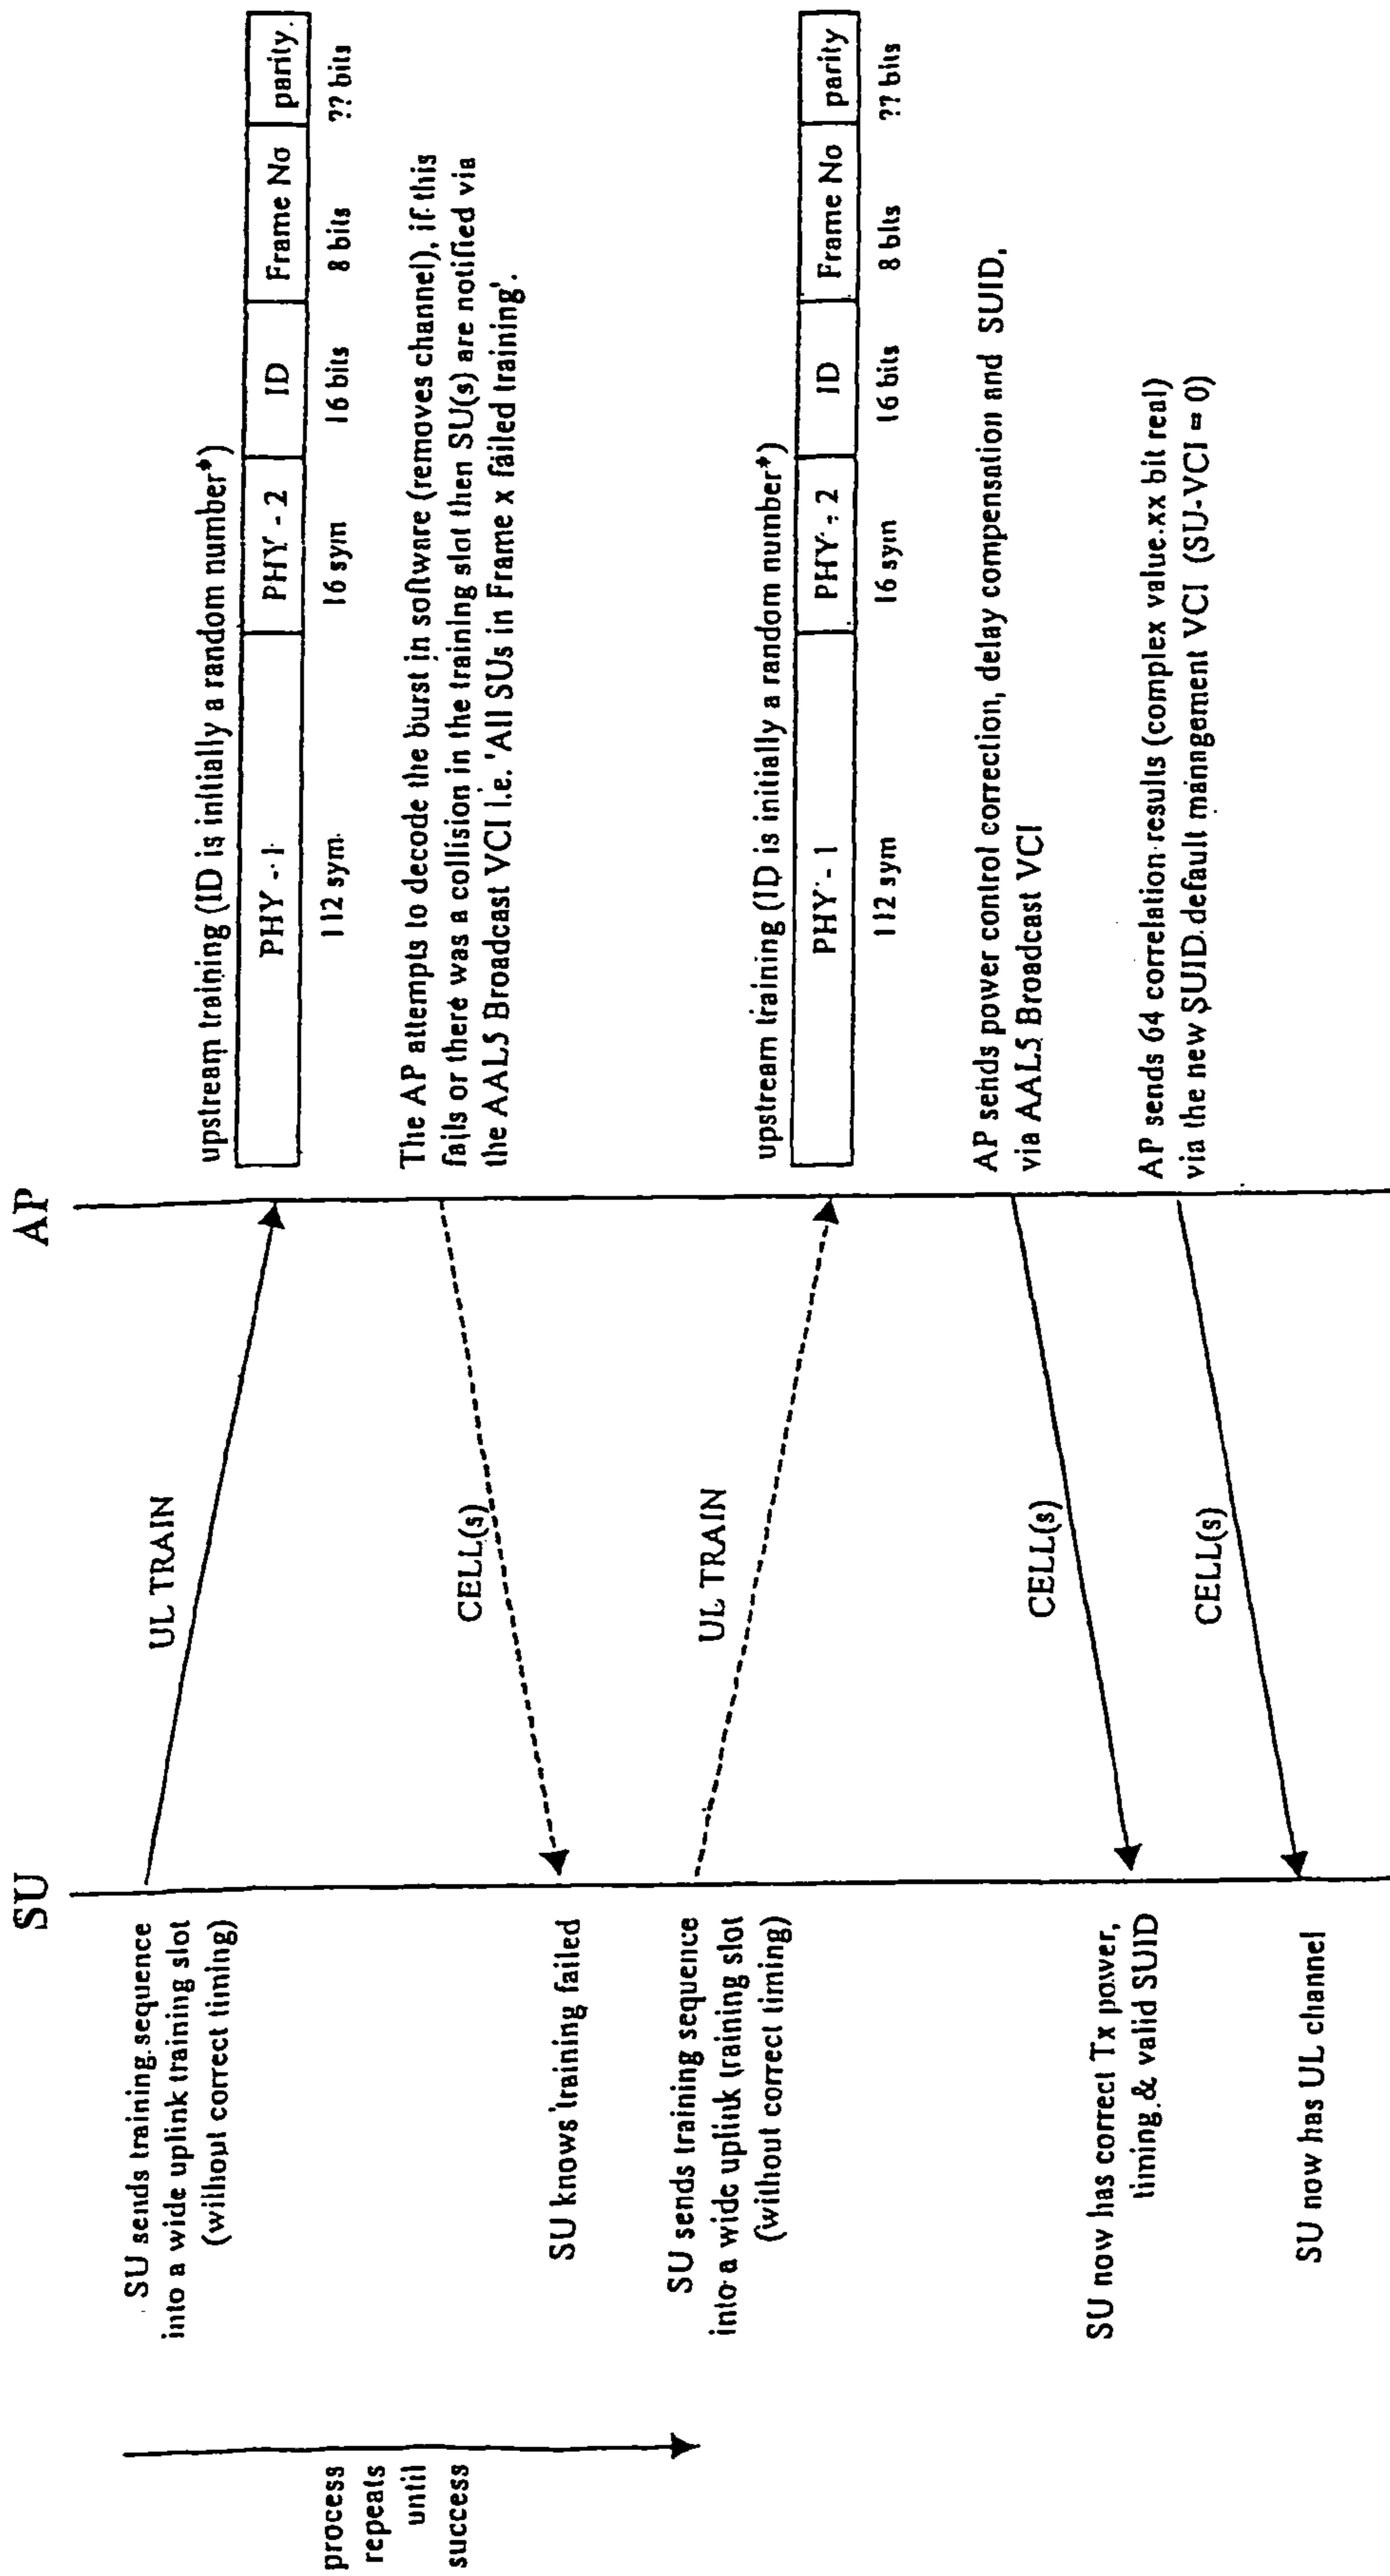 SU
AP
SU sends training sequence
into a wide uplink training slot
(without correct timing)
UL TRAIN
upstream training (ID is initially a random number*)
PHY - 1
PHY - 2
ID
Frame No
parity
112 sym
16 sym
16 bits
8 bits
?? bits
The AP attempts to decode the burst in software (removes channel), if this
fails or there was a collision in the training slot then SU(s) are notified via
the AAL5 Broadcast VCI i.e. 'All SUs in Frame x failed training'.
CELL(s)
SU knows training failed
process
repeats
until
success
SU sends training sequence
into a wide uplink training slot
(without correct timing)
UL TRAIN
upstream training (ID is initially a random number*)
PHY - 1
PHY - 2
ID
Frame No
parity
112 sym
16 sym
16 bits
8 bits
?? bits
AP sends power control correction, delay compensation and SUID,
via AAL5 Broadcast VCI
CELL(s)
SU now has correct Tx power,
timing & valid SUID
AP sends 64 correlation results (complex value xx bit real)
via the new SUID default manngement VCI (SU-VCI = 0)
CELL(s)
SU now has UL channel